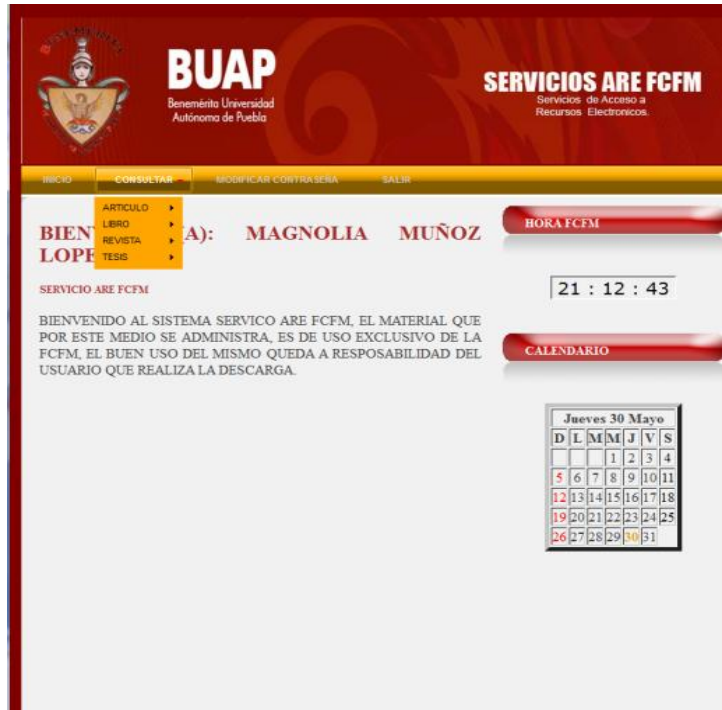 BUAP
Benemérita Universidad
Autónoma de Puebla
SERVICIOS ARE FCFM
Servicios de Acceso a
Recursos Electronicos.
INICIO CONSULTAR MODIFICAR CONTRASEÑA SALIR
ARTICULO
LIBRO
REVISTA
TESIS
BIEN (A): MAGNOLIA MUÑOZ
LOPE
SERVICIO ARE FCFM
BIENVENIDO AL SISTEMA SERVICO ARE FCFM, EL MATERIAL QUE
POR ESTE MEDIO SE ADMINISTRA, ES DE USO EXCLUSIVO DE LA
FCFM, EL BUEN USO DEL MISMO QUEDA A RESPOSABILIDAD DEL
USUARIO QUE REALIZA LA DESCARGA.
HORA FCFM
21 : 12 : 43
CALENDARIO
Jueves 30 Mayo
D L M M J V S
1 2 3 4
5 6 7 8 9 10 11
12 13 14 15 16 17 18
19 20 21 22 23 24 25
26 27 28 29 30 31